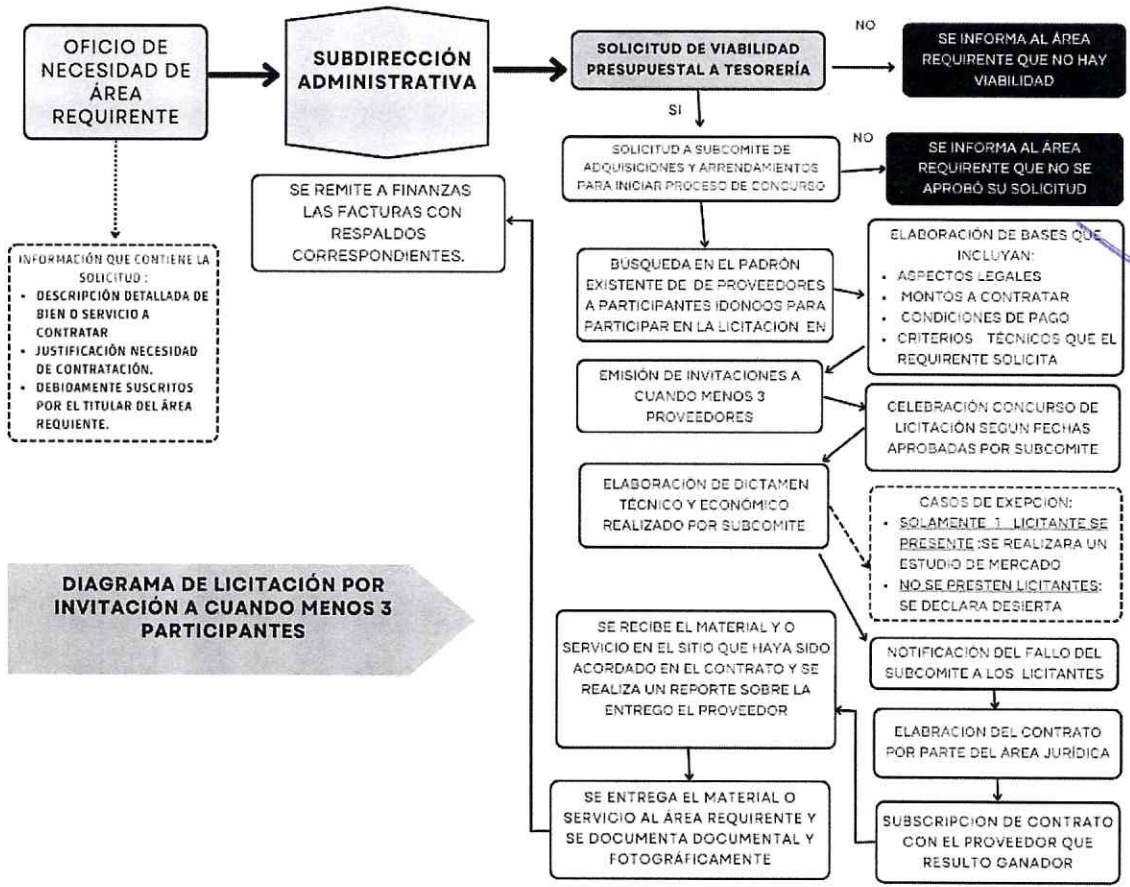 OFICIO DE
NECESIDAD DE
ÁREA
REQUIRENTE
SUBDIRECCIÓN
ADMINISTRATIVA
SOLICITUD DE VIABILIDAD
PRESUPUESTAL A TESORERÍA
NO
SE INFORMA AL ÁREA
REQUIRENTE QUE NO HAY
VIABILIDAD
SI
SOLICITUD A SUBCOMITE DE
ADQUISICIONES Y ARRENDAMIENTOS
PARA INICIAR PROCESO DE CONCURSO
NO
SE INFORMA AL ÁREA
REQUIRENTE QUE NO SE
APROBÓ SU SOLICITUD
SE REMITE A FINANZAS
LAS FACTURAS CON
RESPALDOS
CORRESPONDIENTES.
INFORMACIÓN QUE CONTIENE LA
SOLICITUD :
• DESCRIPCIÓN DETALLADA DE
BIEN O SERVICIO A
CONTRATAR
• JUSTIFICACIÓN NECESIDAD
DE CONTRATACIÓN.
• DEBIDAMENTE SUSCRITOS
POR EL TITULAR DEL ÁREA
REQUIENTE.
BÚSQUEDA EN EL PADRÓN
EXISTENTE DE DE PROVEEDORES
A PARTICIPANTES IDONOOS PARA
PARTICIPAR EN LA LICITACION EN
ELABORACIÓN DE BASES QUE
INCLUYAN:
• ASPECTOS LEGALES
• MONTOS A CONTRATAR
• CONDICIONES DE PAGO
• CRITERIOS TÉCNICOS QUE EL
REQUIRENTE SOLICITA
EMISIÓN DE INVITACIONES A
CUANDO MENOS 3
PROVEEDORES
CELEBRACIÓN CONCURSO DE
LICITACIÓN SEGUN FECHAS
APROBADAS POR SUBCOMITE
ELABORACIÓN DE DICTAMEN
TÉCNICO Y ECONÓMICO
REALIZADO POR SUBCOMITE
CASOS DE EXEPCION:
• SOLAMENTE 1 LICITANTE SE
PRESENTE :SE REALIZARA UN
ESTUDIO DE MERCADO
• NO SE PRESTEN LICITANTES:
SE DECLARA DESIERTA
DIAGRAMA DE LICITACIÓN POR
INVITACIÓN A CUANDO MENOS 3
PARTICIPANTES
SE RECIBE EL MATERIAL Y O
SERVICIO EN EL SITIO QUE HAYA SIDO
ACORDADO EN EL CONTRATO Y SE
REALIZA UN REPORTE SOBRE LA
ENTREGO EL PROVEEDOR
NOTIFICACIÓN DEL FALLO DEL
SUBCOMITE A LOS LICITANTES
ELABRACION DEL CONTRATO
POR PARTE DEL ÁREA JURÍDICA
SE ENTREGA EL MATERIAL O
SERVICIO AL ÁREA REQUIRENTE Y
SE DOCUMENTA DOCUMENTAL Y
FOTOGRÁFICAMENTE
SUBSCRIPCION DE CONTRATO
CON EL PROVEEDOR QUE
RESULTO GANADOR